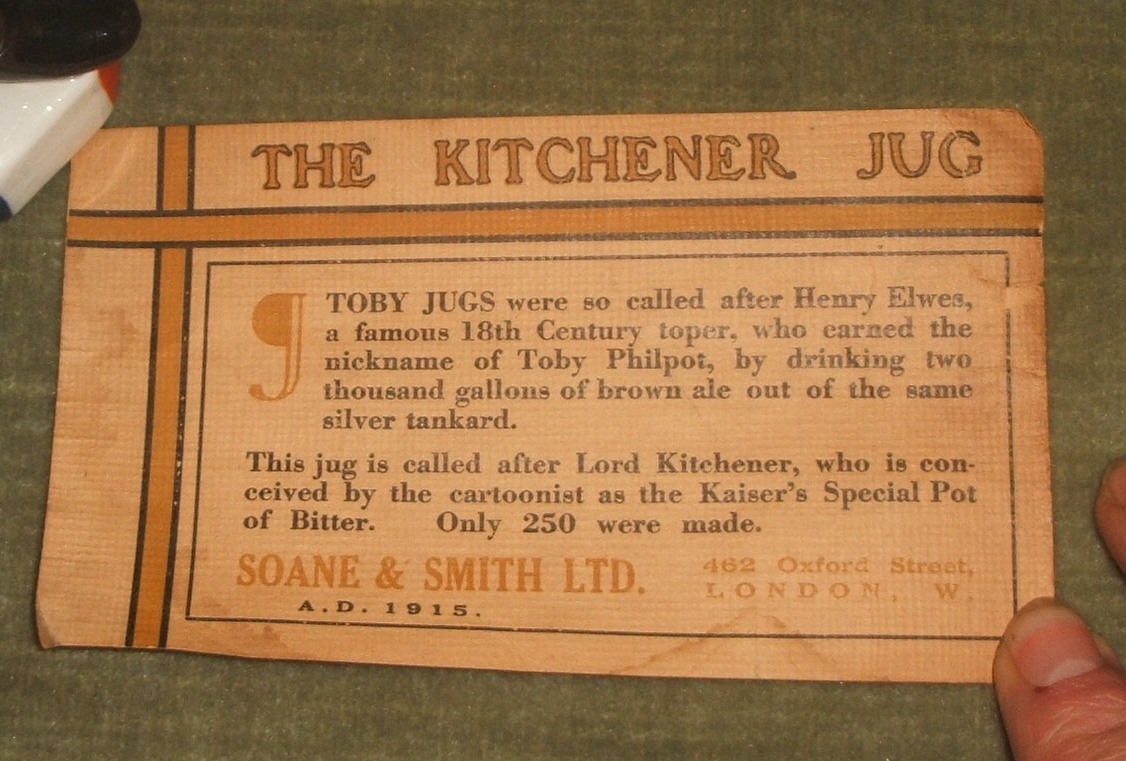 THE KITCHENER JUG
¶ TOBY JUGS were so called after Henry Elwes,
a famous 18th Century toper, who earned the
nickname of Toby Philpot, by drinking two
thousand gallons of brown ale out of the same
silver tankard.
This jug is called after Lord Kitchener, who is con-
ceived by the cartoonist as the Kaiser's Special Pot
of Bitter. Only 250 were made.
SOANE & SMITH LTD. 462 Oxford Street,
A.D. 1915. LONDON, W.